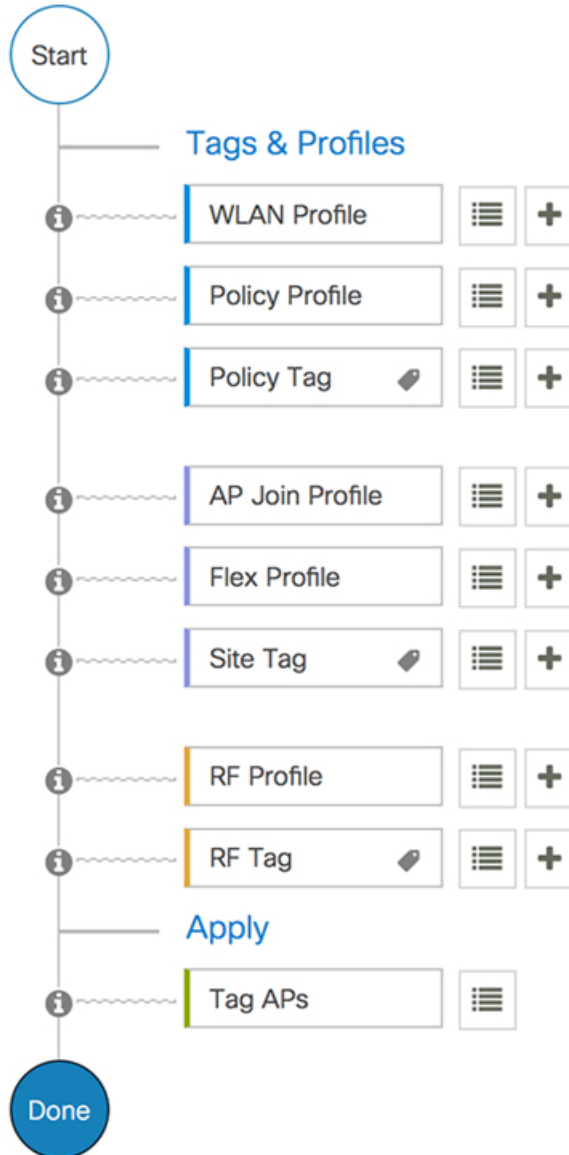 Start
Tags & Profiles
WLAN Profile
Policy Profile
Policy Tag
AP Join Profile
Flex Profile
Site Tag
RF Profile
RF Tag
Apply
Tag APs
Done